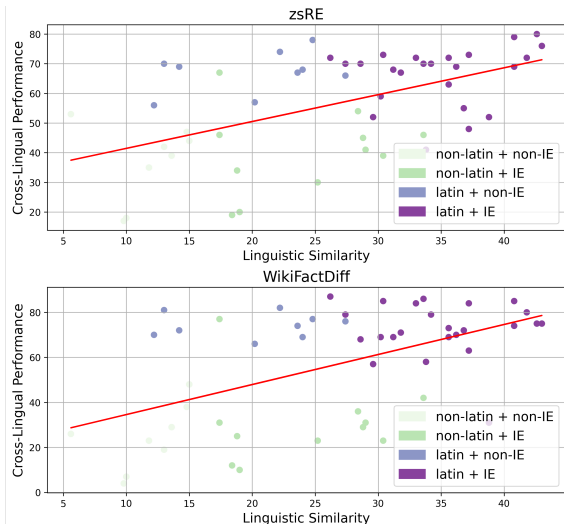 zsRE
Cross-Lingual Performance
80
70
60
50
40
30
20
5 10 15 20 25 30 35 40
Linguistic Similarity
non-latin + non-IE
non-latin + IE
latin + non-IE
latin + IE
WikiFactDiff
Cross-Lingual Performance
80
60
40
20
0
5 10 15 20 25 30 35 40
Linguistic Similarity
non-latin + non-IE
non-latin + IE
latin + non-IE
latin + IE